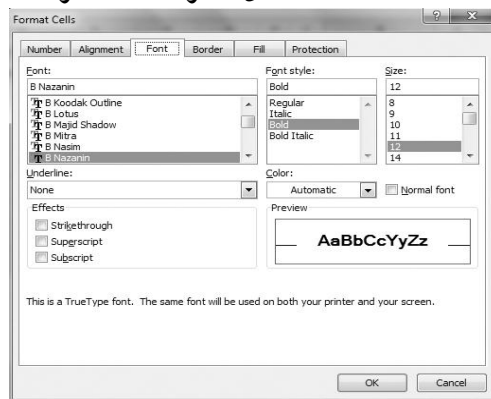 Format Cells
Number Alignment Font Border Fill Protection
Font: Font style: Size:
B Nazanin Bold 12
B Koodak Outline Regular 8
B Lotus Italic 9
B Majid Shadow Bold 10
B Mitra Bold Italic 11
B Nasim 12
B Nazanin 14
Underline: Color:
None Automatic Normal font
Effects Preview
Strikethrough
Superscript AaBbCcYyZz
Subscript
This is a TrueType font. The same font will be used on both your printer and your screen.
OK Cancel